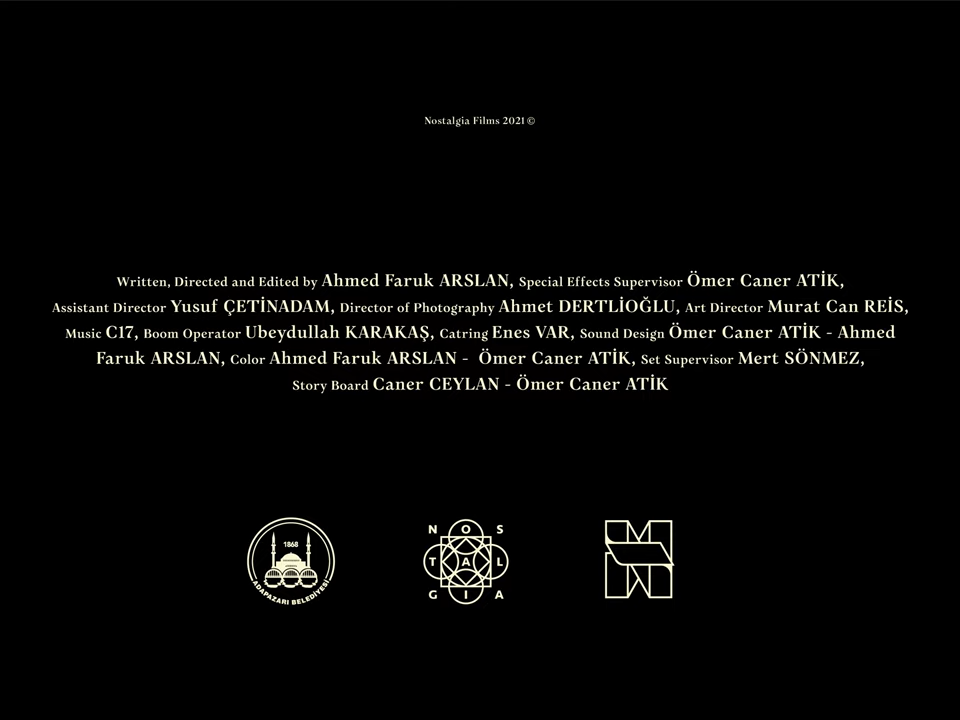 Nostalgia Films 2021 ©
Written, Directed and Edited by Ahmed Faruk ARSLAN, Special Effects Supervisor Ömer Caner ATİK,
Assistant Director Yusuf ÇETİNADAM, Director of Photography Ahmet DERTLİOĞLU, Art Director Murat Can REİS,
Music C17, Boom Operator Ubeydullah KARAKAŞ, Catring Enes VAR, Sound Design Ömer Caner ATİK - Ahmed
Faruk ARSLAN, Color Ahmed Faruk ARSLAN - Ömer Caner ATİK, Set Supervisor Mert SÖNMEZ,
Story Board Caner CEYLAN - Ömer Caner ATİK
1868
ADAPAZARI BELEDİYESİ
N O S
T A L
G I A